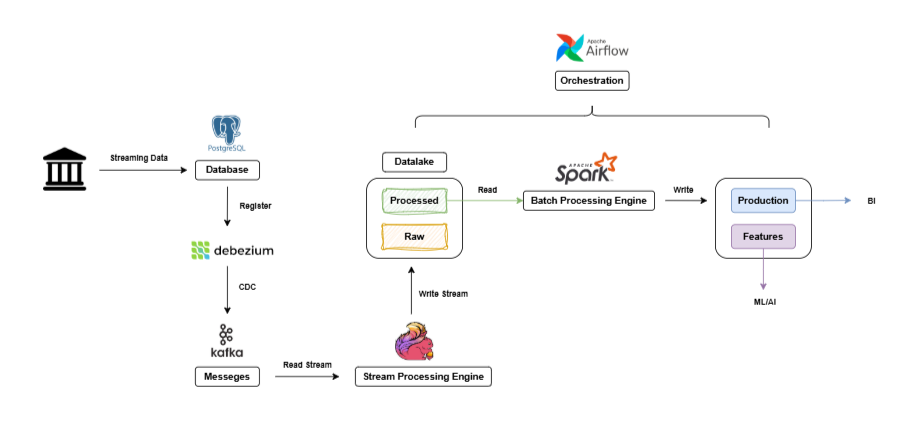 Apache
Airflow
Orchestration
PostgreSQL
Streaming Data
Database
Datalake
APACHE
Spark
Processed
Read
Batch Processing Engine
Write
Production
BI
Register
Raw
Features
debezium
CDC
Write Stream
ML/AI
kafka
Read Stream
Messeges
Stream Processing Engine